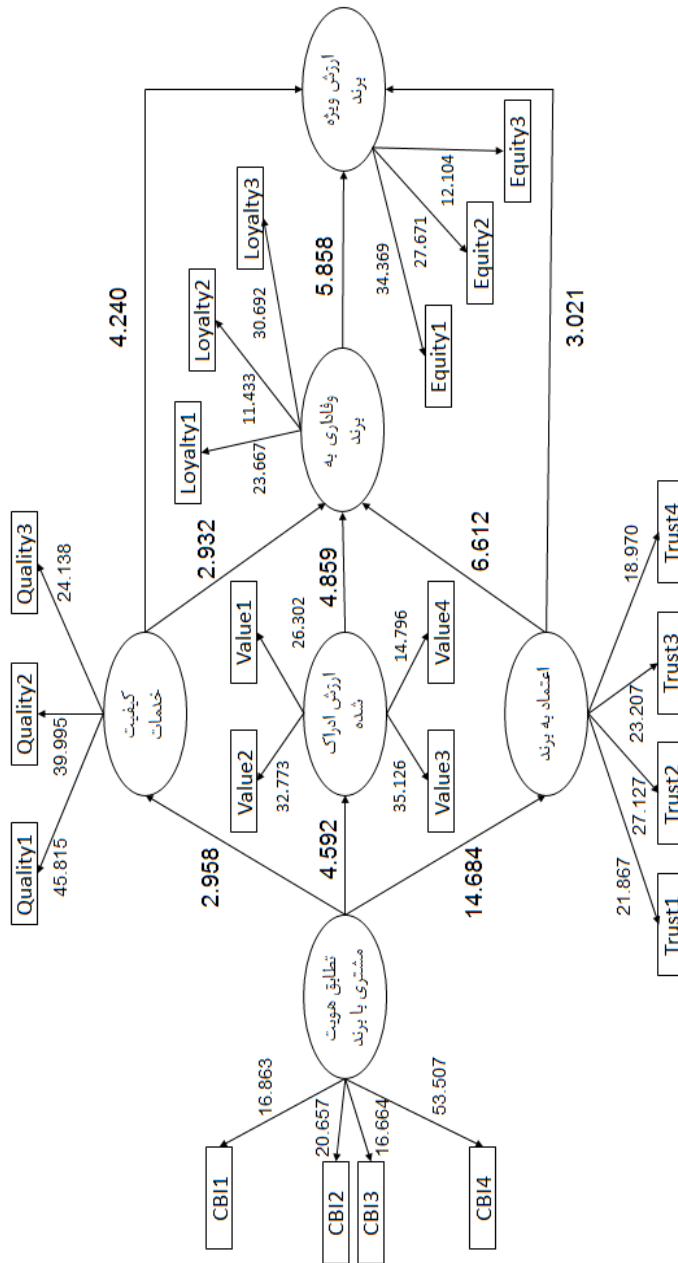 CBI1
CBI2
CBI3
CBI4
16.863
20.657
16.664
53.507
تطابق هویت
مشتری با برند
2.958
4.592
14.684
Quality1
Quality2
Quality3
45.815
39.995
24.138
کیفیت
خدمات
Value2
Value1
32.773
26.302
ارزش ادراک
شده
35.126
14.796
Value3
Value4
اعتماد به برند
21.867
27.127
23.207
18.970
Trust1
Trust2
Trust3
Trust4
2.932
4.859
6.612
Loyalty1
Loyalty2
Loyalty3
23.667
11.433
30.692
وفاداری به
برند
4.240
5.858
3.021
ارزش ویژه
برند
34.369
27.671
12.104
Equity1
Equity2
Equity3